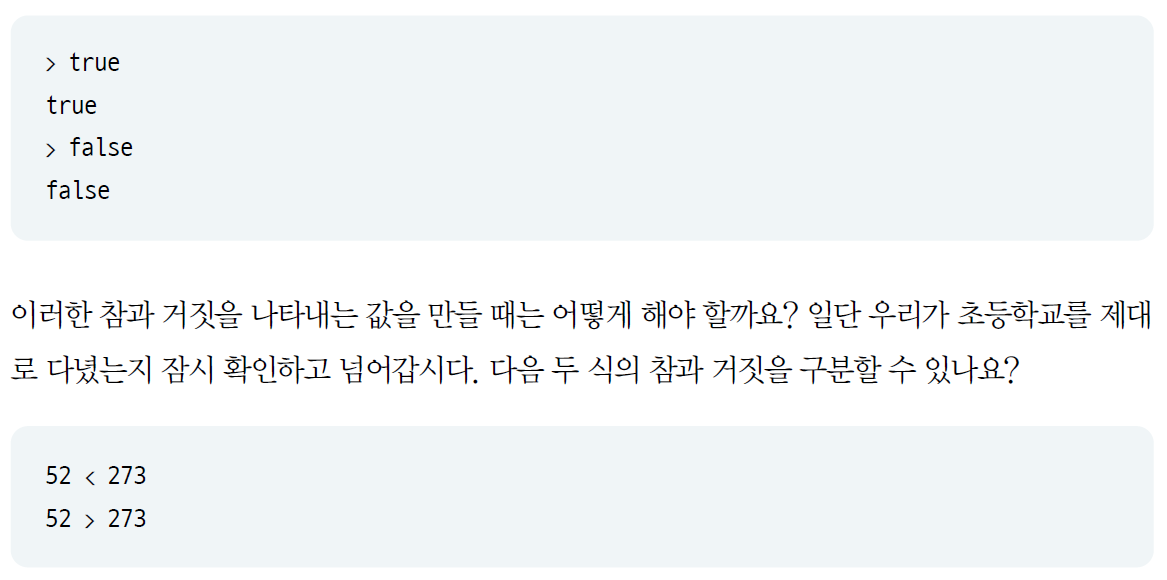 > true
true
> false
false
이러한 참과 거짓을 나타내는 값을 만들 때는 어떻게 해야 할까요? 일단 우리가 초등학교를 제대
로 다녔는지 잠시 확인하고 넘어갑시다. 다음 두 식의 참과 거짓을 구분할 수 있나요?
52 < 273
52 > 273